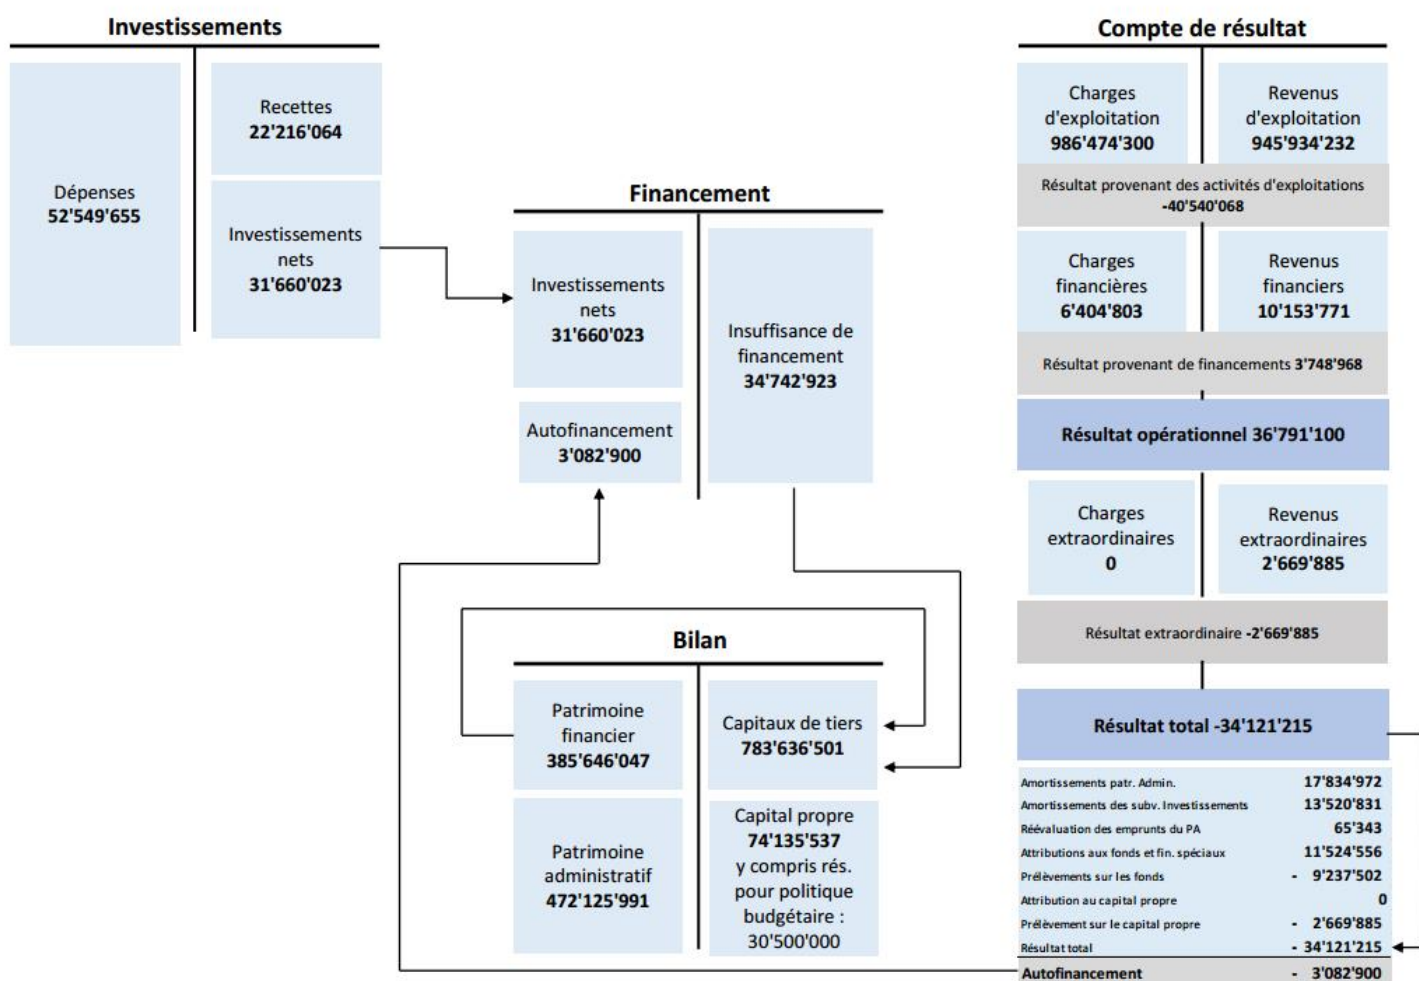 Investissements
Dépenses
52'549'655
Recettes
22'216'064
Investissements
nets
31'660'023
Financement
Investissements
nets
31'660'023
Autofinancement
3'082'900
Insuffisance de
financement
34'742'923
Bilan
Patrimoine
financier
385'646'047
Patrimoine
administratif
472'125'991
Capitaux de tiers
783'636'501
Capital propre
74'135'537
y compris rés.
pour politique
budgétaire :
30'500'000
Compte de résultat
Charges
d'exploitation
986'474'300
Revenus
d'exploitation
945'934'232
Résultat provenant des activités d'exploitations
-40'540'068
Charges
financières
6'404'803
Revenus
financiers
10'153'771
Résultat provenant de financements 3'748'968
Résultat opérationnel 36'791'100
Charges
extraordinaires
0
Revenus
extraordinaires
2'669'885
Résultat extraordinaire -2'669'885
Résultat total -34'121'215
Amortissements patr. Admin. 17'834'972
Amortissements des subv. Investissements 13'520'831
Réévaluation des emprunts du PA 65'343
Attributions aux fonds et fin. spéciaux 11'524'556
Prélèvements sur les fonds - 9'237'502
Attribution au capital propre 0
Prélèvement sur le capital propre - 2'669'885
Résultat total - 34'121'215
Autofinancement - 3'082'900